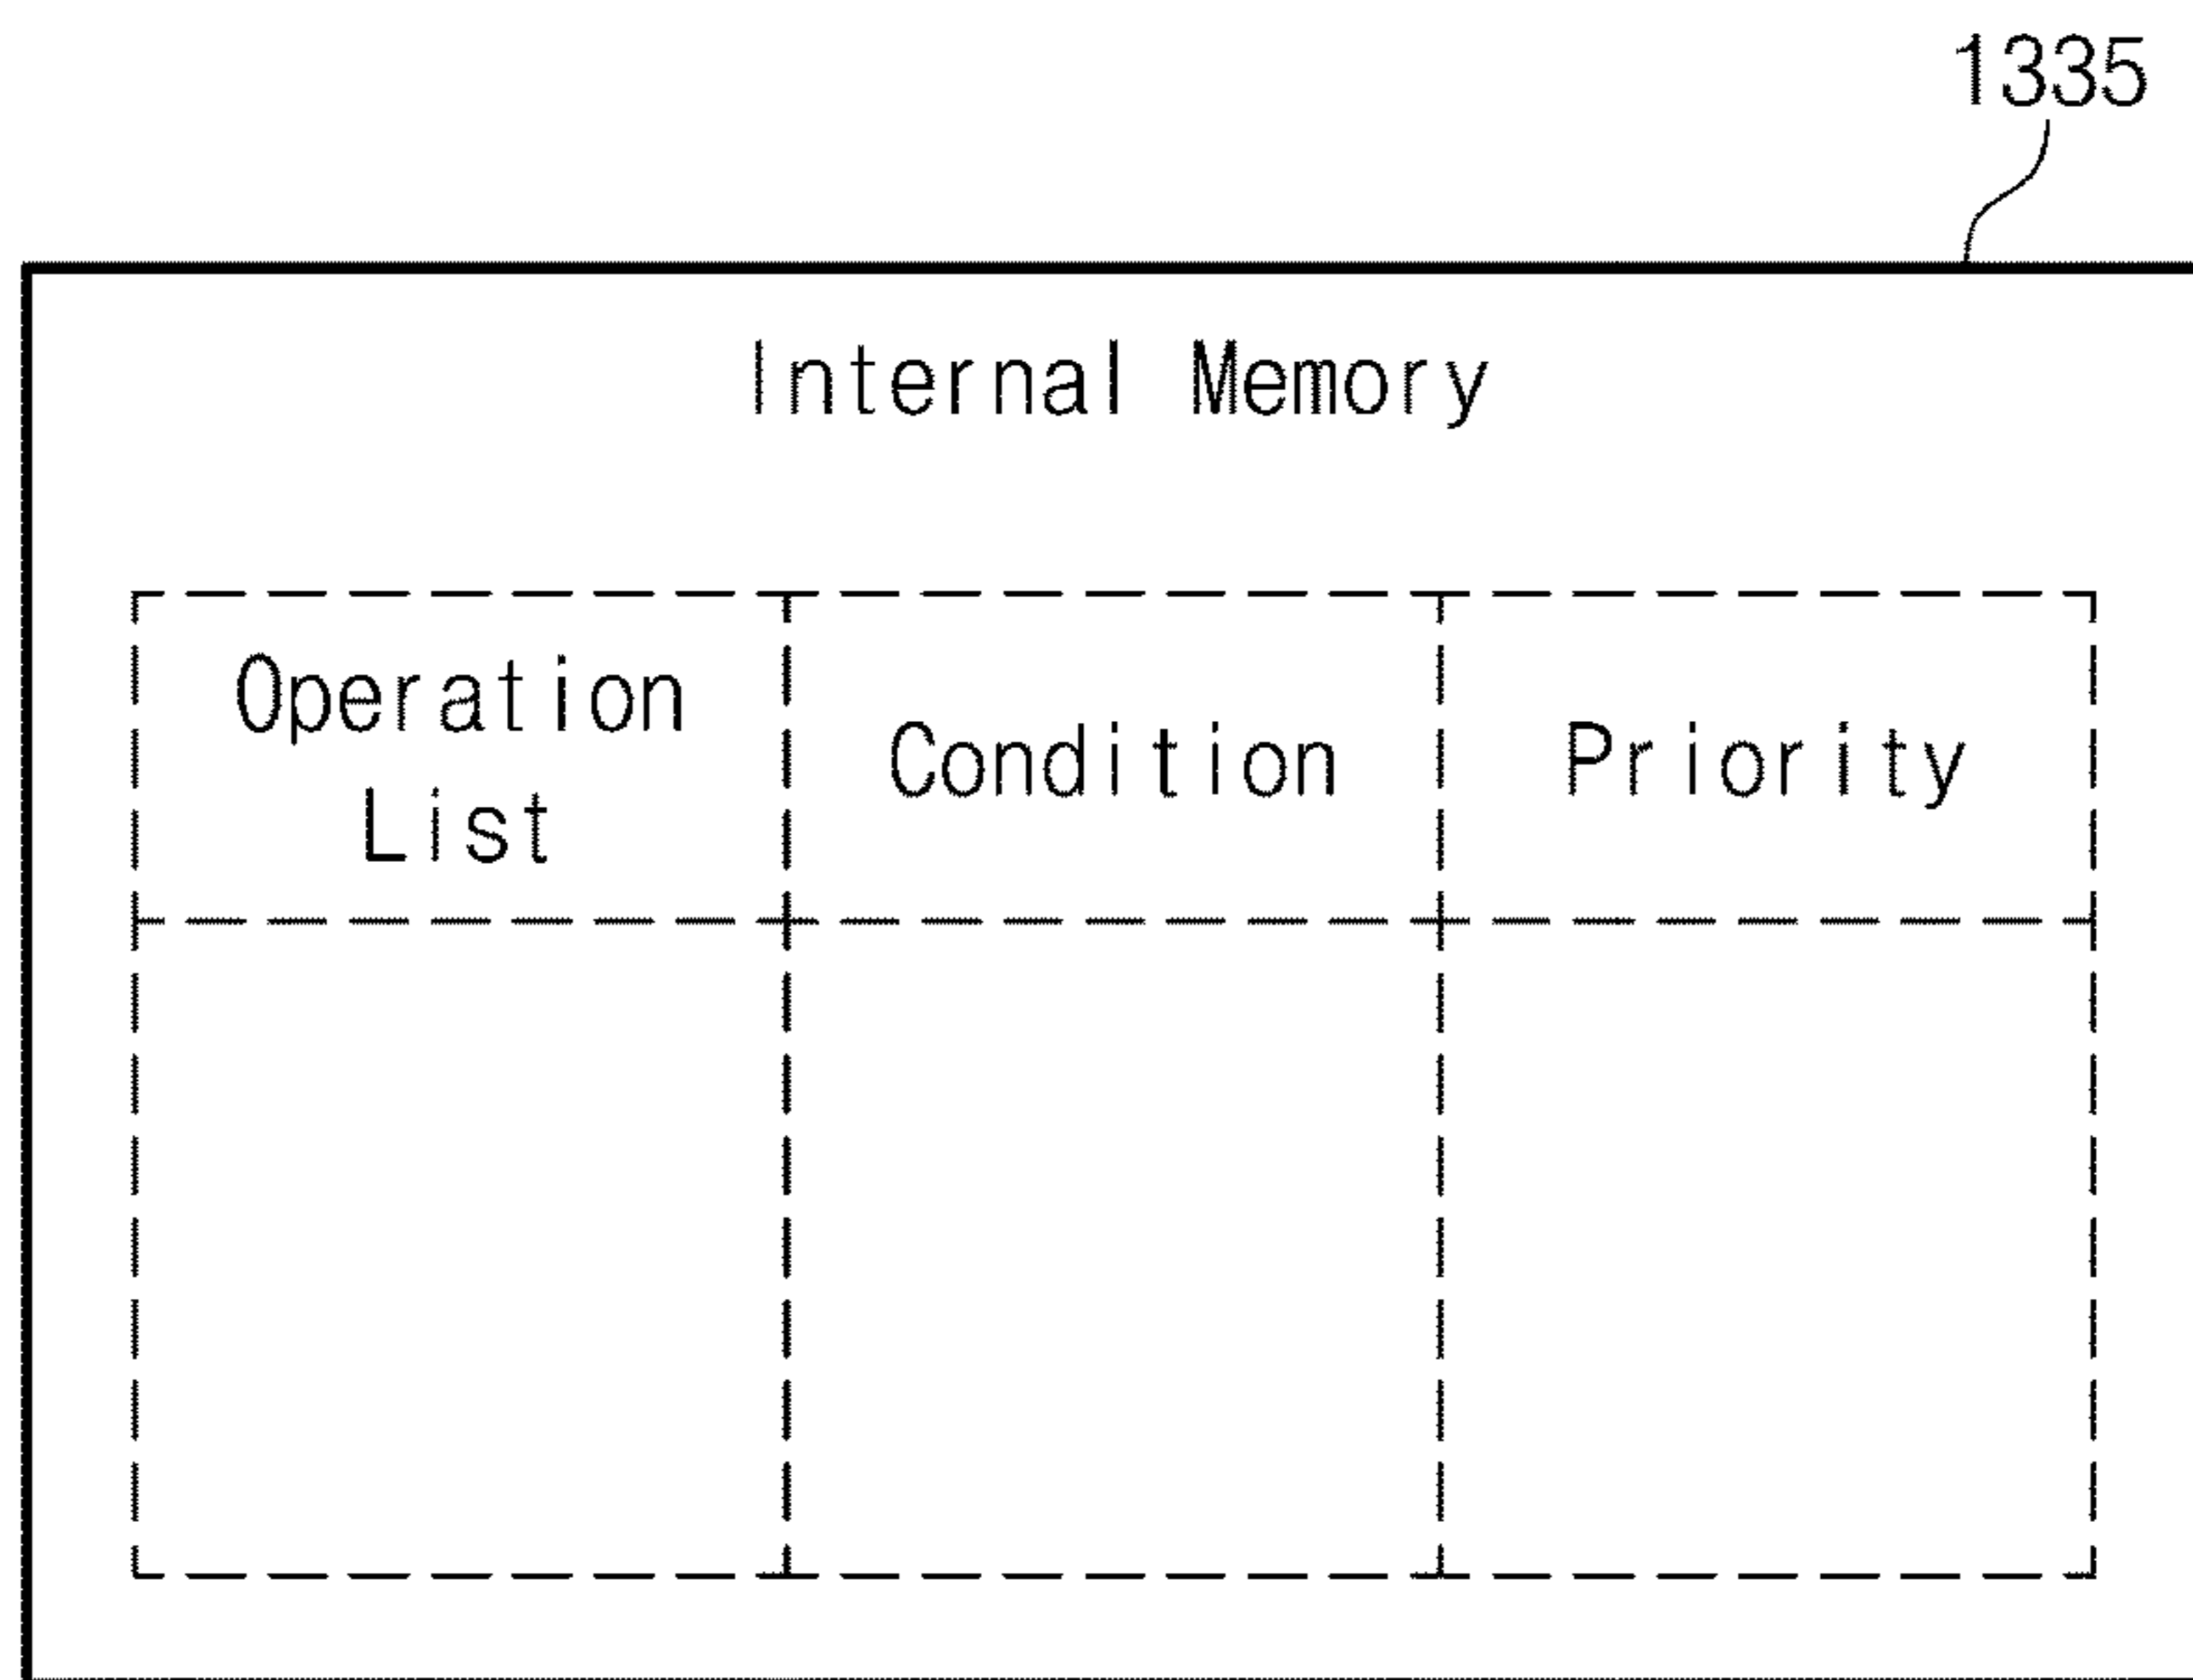 1335
Internal Memory
Operation
List
Condition
Priority